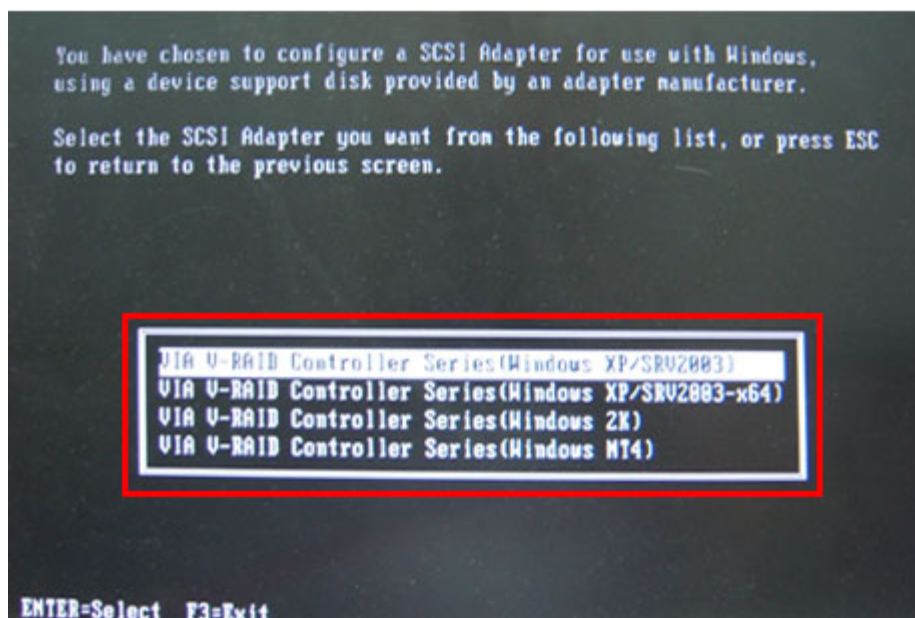 You have chosen to configure a SCSI Adapter for use with Windows,
using a device support disk provided by an adapter manufacturer.
Select the SCSI Adapter you want from the following list, or press ESC
to return to the previous screen.
VIA V-RAID Controller Series(Windows XP/SRV2003)
VIA V-RAID Controller Series(Windows XP/SRV2003-x64)
VIA V-RAID Controller Series(Windows 2K)
VIA V-RAID Controller Series(Windows NT4)
ENTER=Select F3=Exit